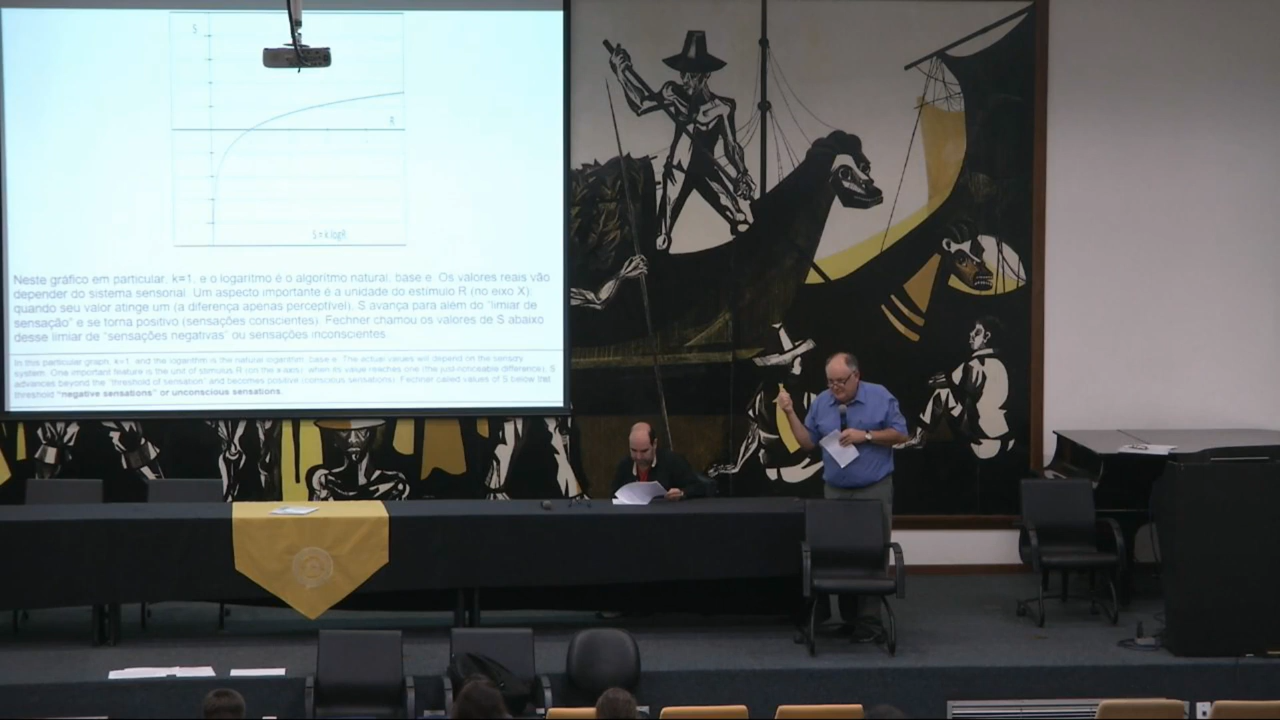 S
R
S=k logR
Neste gráfico em particular, k=1, e o logaritmo é o algoritmo natural, base e. Os valores reais vão
depender do sistema sensorial. Um aspecto importante é a unidade do estímulo R (no eixo X):
quando seu valor atinge um (a diferença apenas perceptível), S avança para além do "limiar de
sensação" e se torna positivo (sensações conscientes). Fechner chamou os valores de S abaixo
desse limiar de "sensações negativas" ou sensações inconscientes.
In this particular graph, k=1, and the logarithm is the natural logarithm, base e. The actual values will depend on the sensory
system. One important feature is the unit of stimulus R (on the x-axis): when its value reaches one (the just-noticeable difference), S
advances beyond the "threshold of sensation" and becomes positive (conscious sensations). Fechner called values of S below that
threshold "negative sensations" or unconscious sensations.